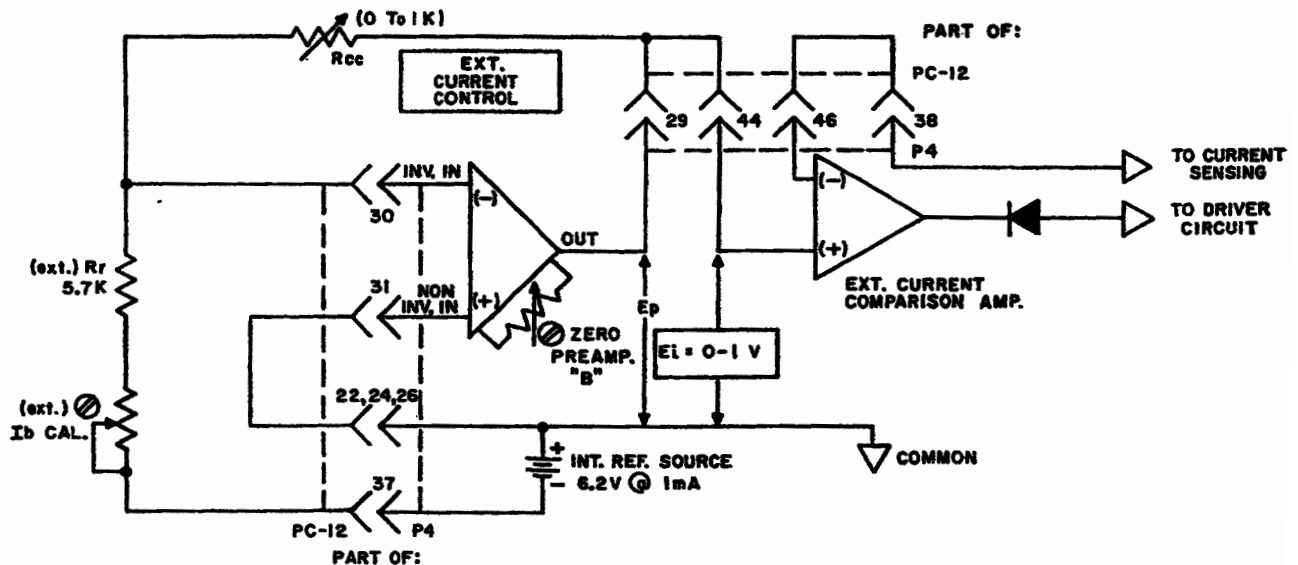 (0 To 1K)
Rcc
EXT.
CURRENT
CONTROL
PART OF:
PC-12
29
44
46
38
P4
TO CURRENT
SENSING
TO DRIVER
CIRCUIT
INV, IN
(-)
30
OUT
(-)
(+)
EXT. CURRENT
COMPARISON AMP.
(ext.) Rr
5.7K
31
NON
INV, IN
(+)
Ep
ZERO
PREAMP.
"B"
Ei = 0-1 V
(ext.)
Ib CAL.
22,24,26
+
INT. REF. SOURCE
- 6.2V @ 1mA
COMMON
37
PC-12
P4
PART OF: